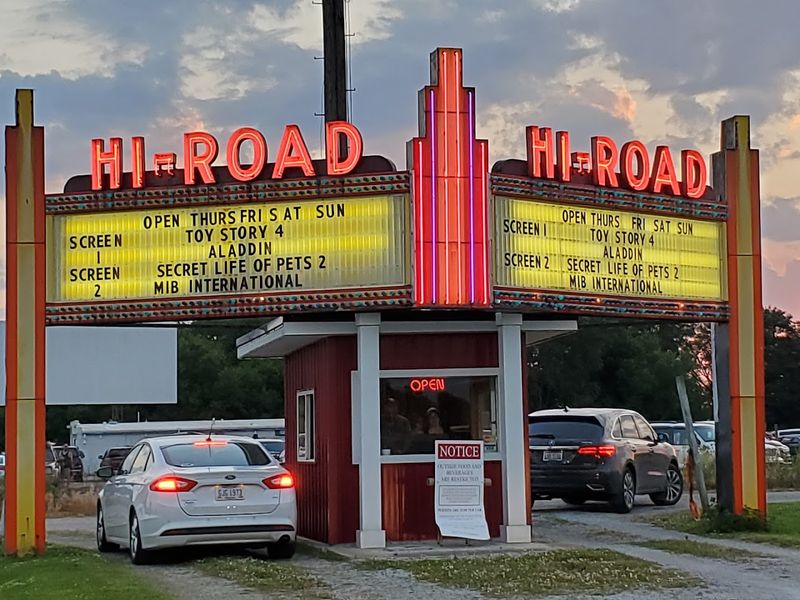 HI-ROAD
OPEN THURS FRI SAT SUN
SCREEN 1
TOY STORY 4
ALADDIN
SCREEN 2
SECRET LIFE OF PETS 2
MIB INTERNATIONAL
HI-ROAD
OPEN THURS FRI SAT SUN
SCREEN 1
TOY STORY 4
ALADDIN
SCREEN 2
SECRET LIFE OF PETS 2
MIB INTERNATIONAL
OPEN
NOTICE
OUTSIDE FOOD AND
BEVERAGES
ARE RESTRICTED
PERMITS